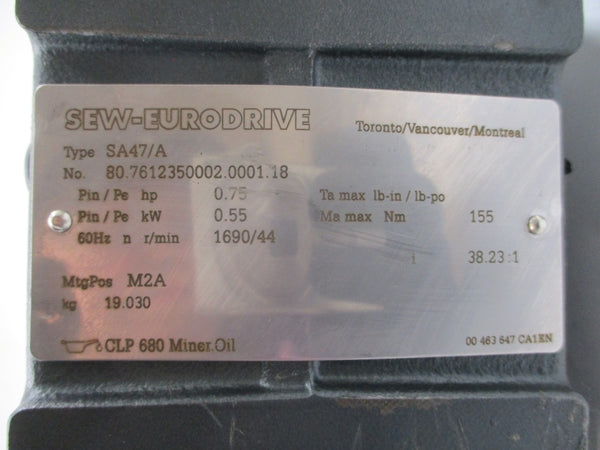 SEW-EURODRIVE
Toronto/Vancouver/Montreal
Type SA47/A
No. 80.7612350002.0001.18
Pin / Pe hp 0.75 Ta max lb-in / lb-po
Pin / Pe kW 0.55 Ma max Nm 155
60Hz n r/min 1690/44
i 38.23 :1
MtgPos M2A
kg 19.030
CLP 680 Miner.Oil
00 463 847 CA1EN